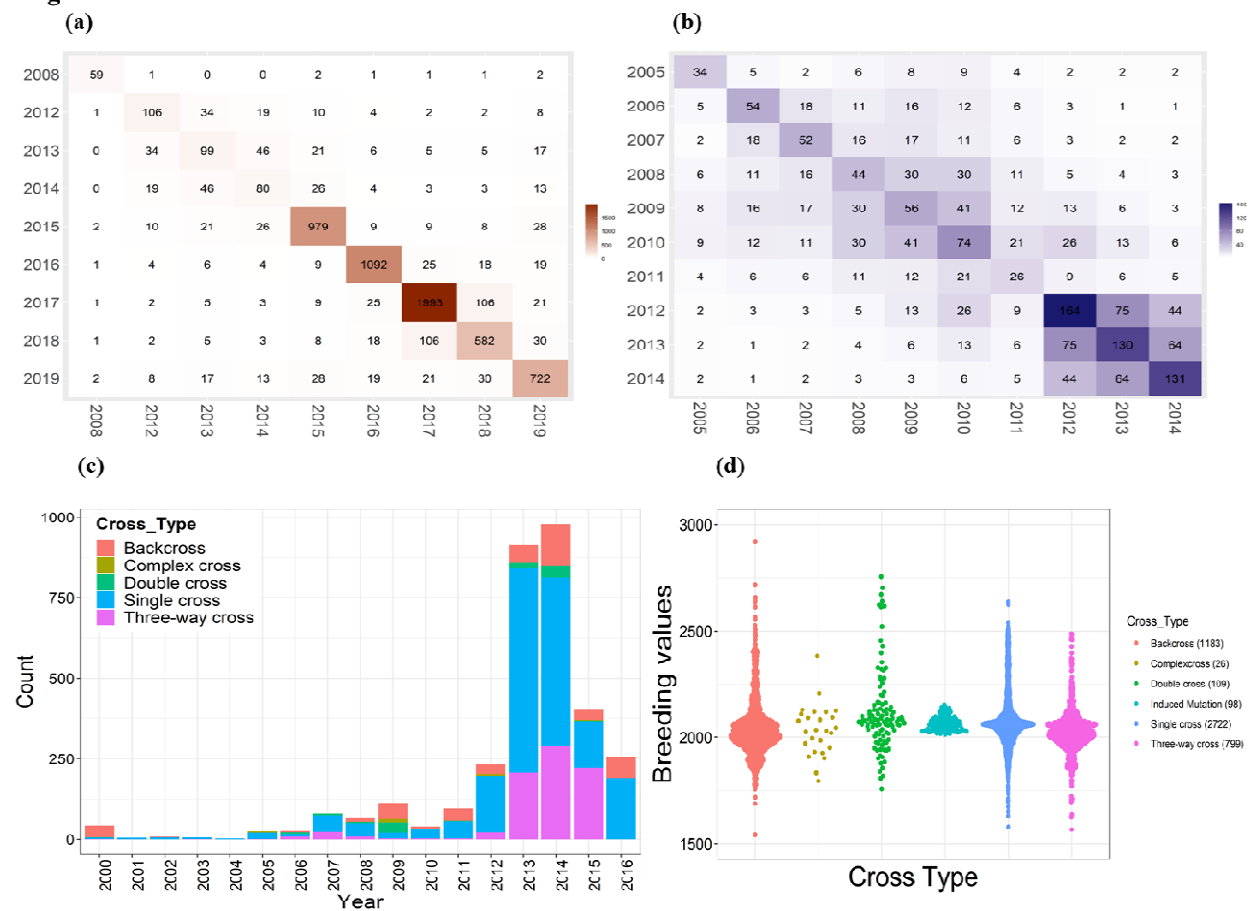 (a)
(b)
2008 59 1 0 0 2 1 1 1 2
2012 1 106 34 19 10 4 2 2 8
2013 0 34 99 46 21 6 5 5 17
2014 0 19 46 80 26 4 3 3 13
2015 2 10 21 26 979 9 9 8 28
2016 1 4 6 4 9 1092 25 18 19
2017 1 2 5 3 9 25 1993 106 21
2018 1 2 5 3 8 18 106 582 30
2019 2 8 17 13 28 19 21 30 722
2008 2012 2013 2014 2015 2016 2017 2018 2019
1500
1000
500
0
2005 34 5 2 6 8 9 4 2 2 2
2006 5 54 18 11 16 12 6 3 1 1
2007 2 18 52 16 17 11 6 3 2 2
2008 6 11 16 44 30 30 11 5 4 3
2009 8 16 17 30 56 41 12 13 6 3
2010 9 12 11 30 41 74 21 26 13 6
2011 4 6 6 11 12 21 26 9 6 5
2012 2 3 3 5 13 26 9 164 75 44
2013 2 1 2 4 6 13 6 75 130 64
2014 2 1 2 3 3 6 5 44 64 131
2005 2006 2007 2008 2009 2010 2011 2012 2013 2014
160
120
80
40
(c)
(d)
1000
750
500
250
0
Count
Cross_Type
Backcross
Complex cross
Double cross
Single cross
Three-way cross
2000 2001 2002 2003 2004 2005 2006 2007 2008 2009 2010 2011 2012 2013 2014 2015 2016
Year
3000
2500
2000
1500
Breeding values
Cross Type
Cross_Type
Backcross (1183)
Complexcross (26)
Double cross (109)
Induced Mutation (98)
Single cross (2722)
Three-way cross (799)